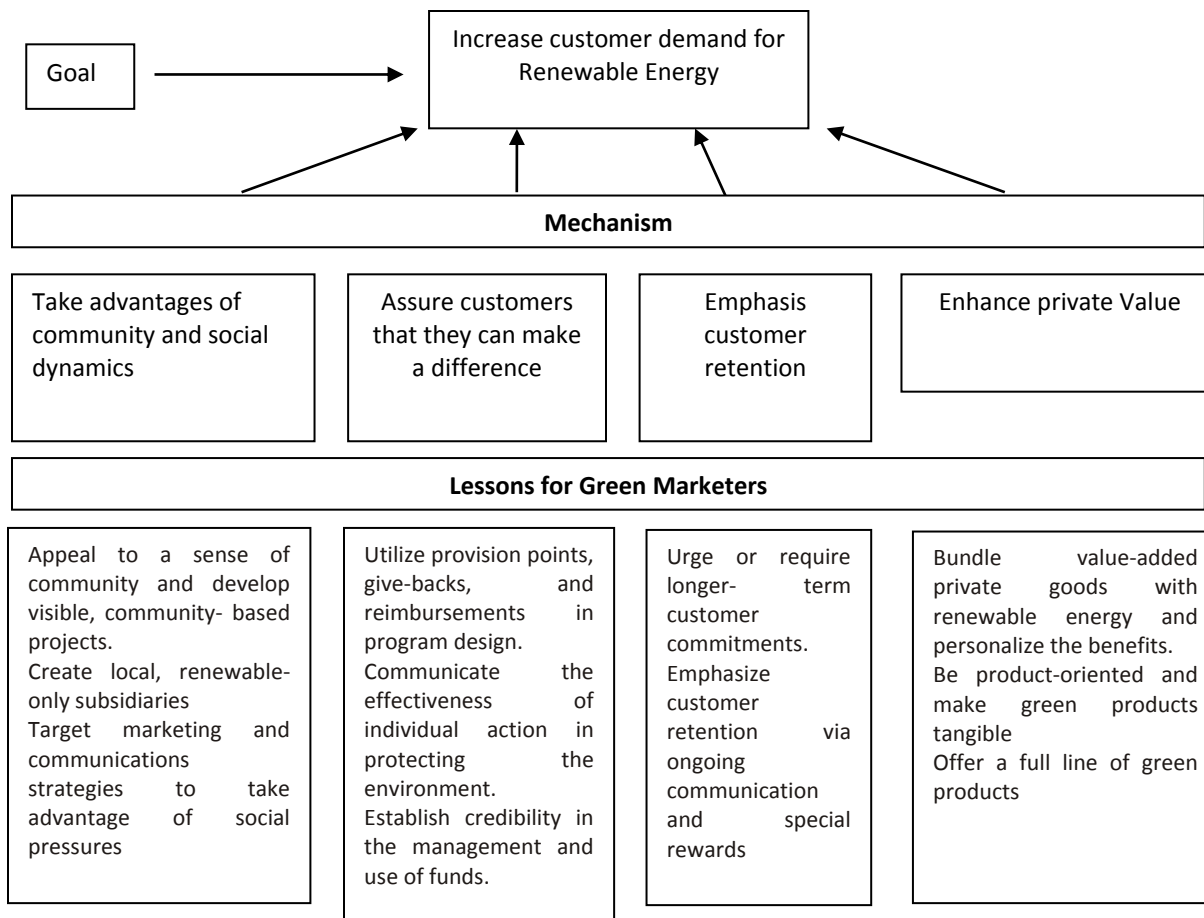 Goal
Increase customer demand for
Renewable Energy
Mechanism
Take advantages of
community and social
dynamics
Assure customers
that they can make
a difference
Emphasis
customer
retention
Enhance private Value
Lessons for Green Marketers
Appeal to a sense of
community and develop
visible, community- based
projects.
Create local, renewable-
only subsidiaries
Target marketing and
communications
strategies to take
advantage of social
pressures
Utilize provision points,
give-backs, and
reimbursements in
program design.
Communicate the
effectiveness of
individual action in
protecting the
environment.
Establish credibility in
the management and
use of funds.
Urge or require
longer- term
customer
commitments.
Emphasize
customer
retention via
ongoing
communication
and special
rewards
Bundle value-added
private goods with
renewable energy and
personalize the benefits.
Be product-oriented and
make green products
tangible
Offer a full line of green
products